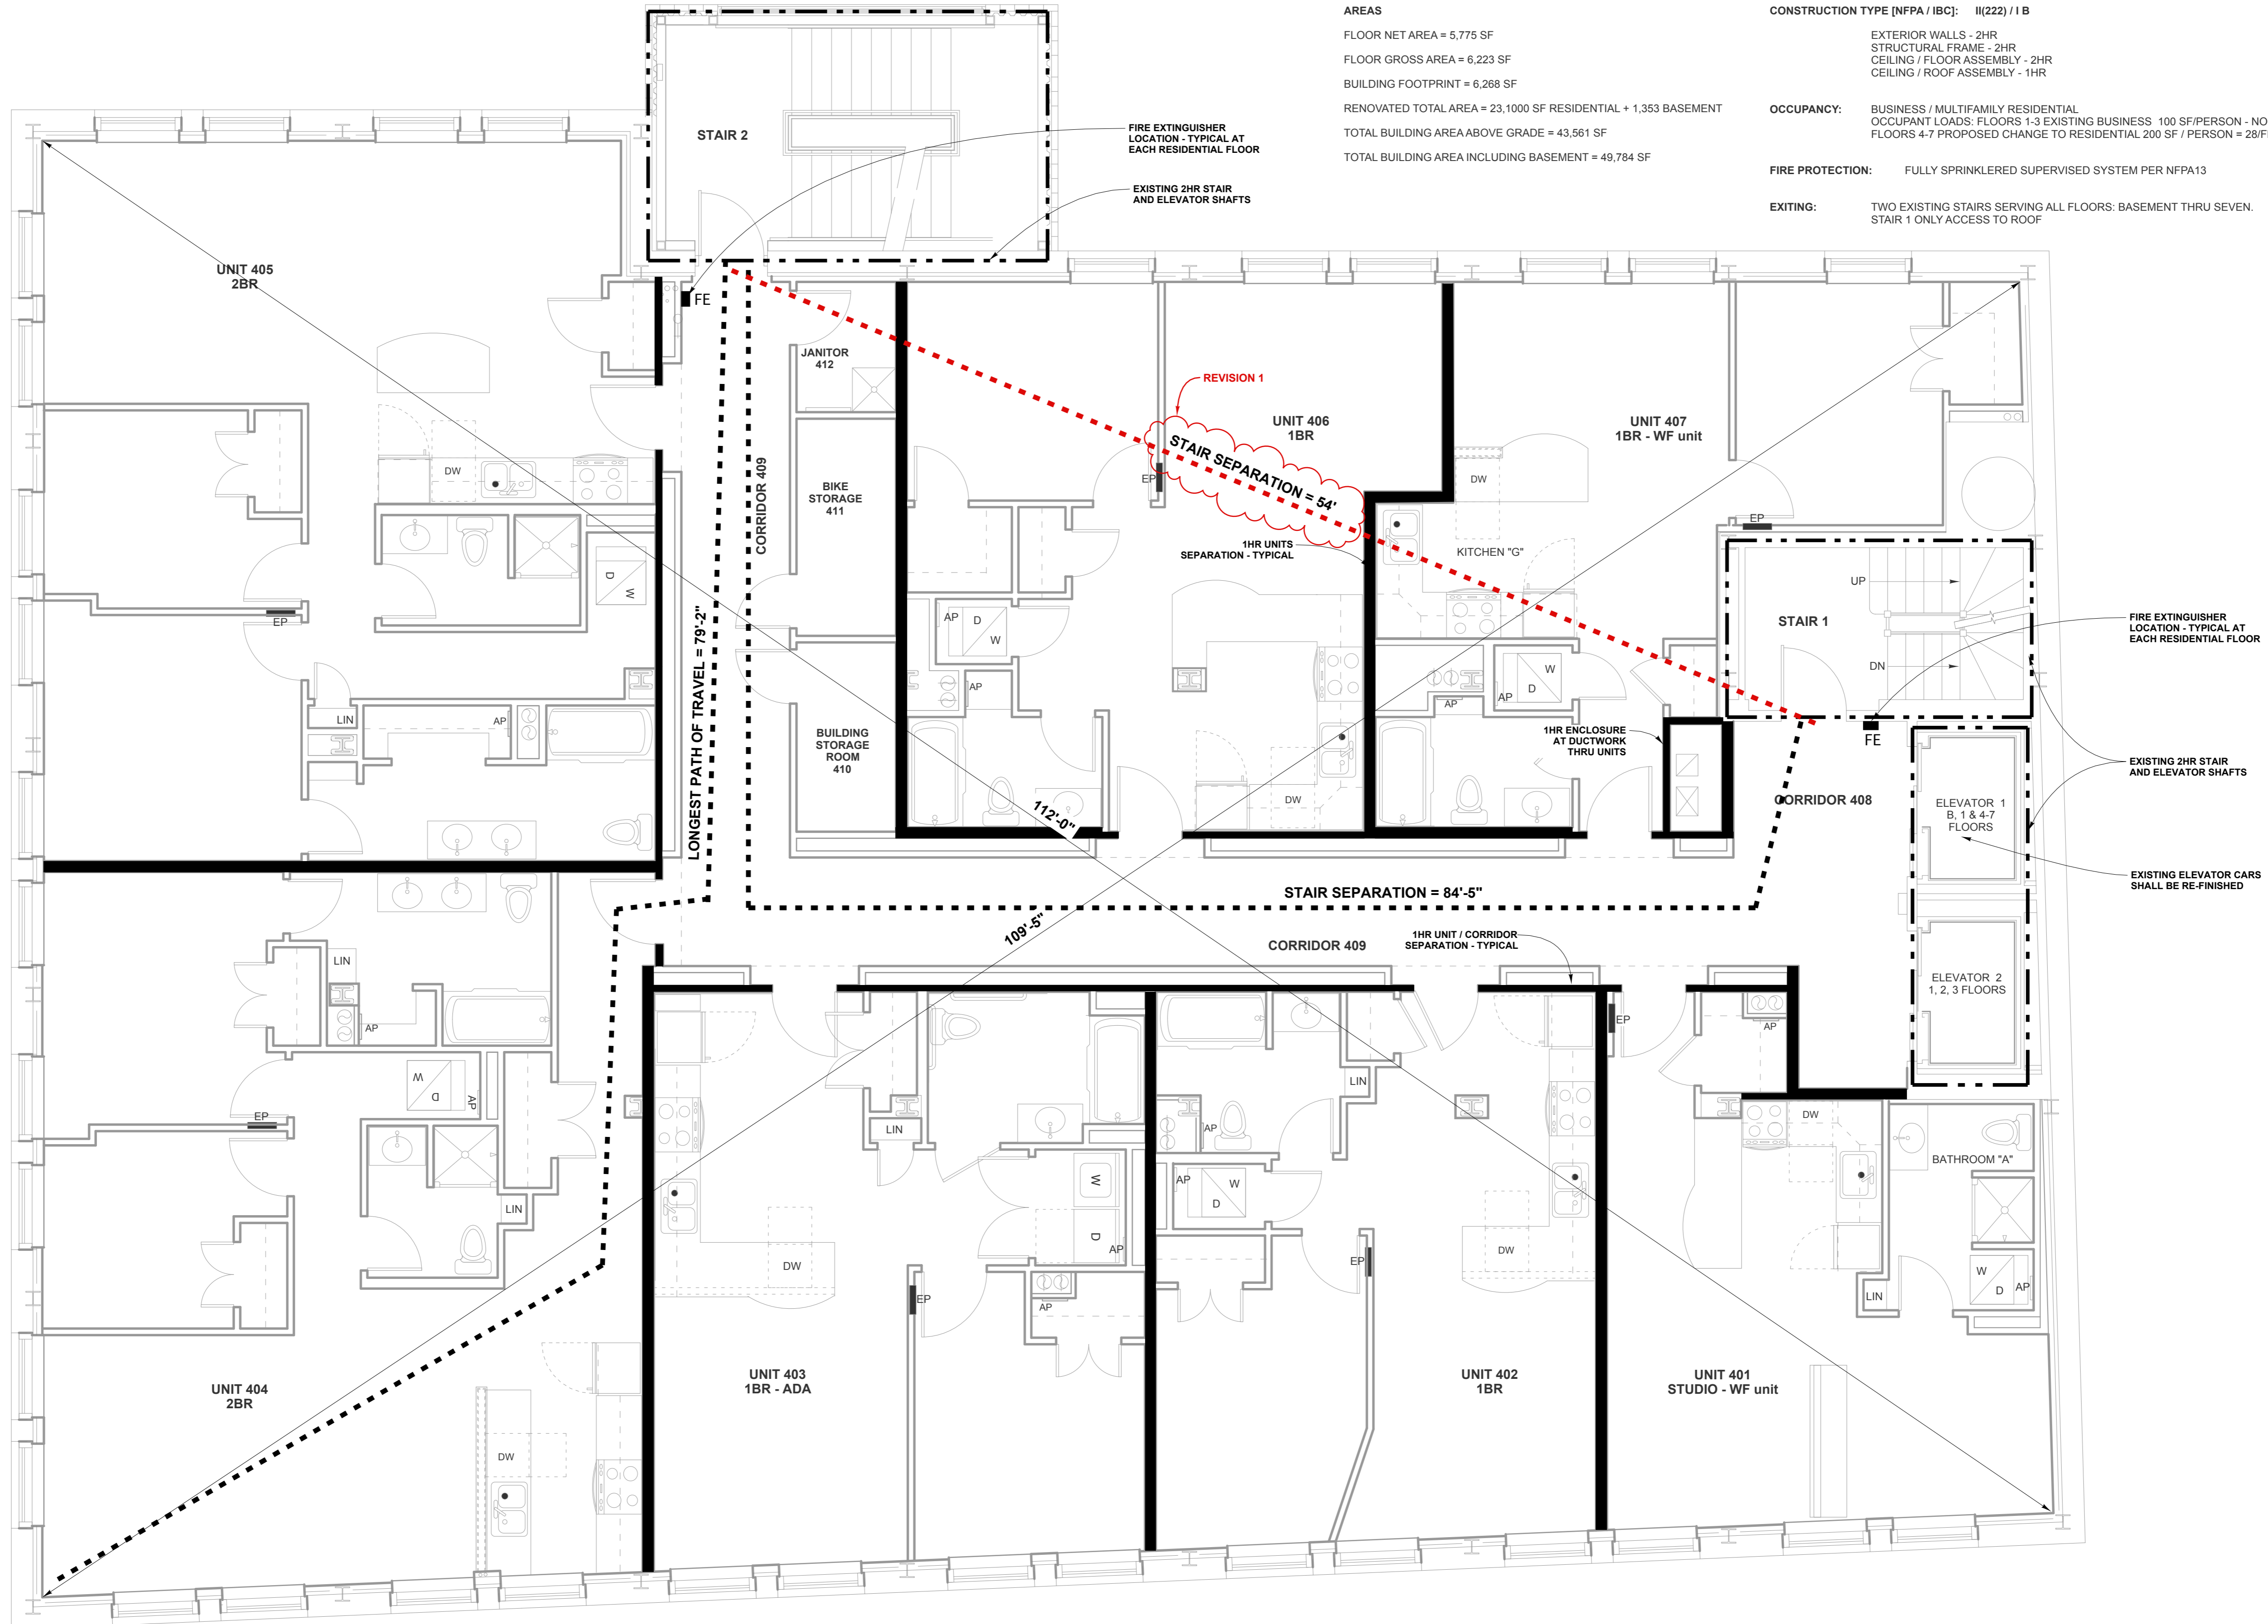 AREAS
FLOOR NET AREA = 5,775 SF
FLOOR GROSS AREA = 6,223 SF
BUILDING FOOTPRINT = 6,268 SF
RENOVATED TOTAL AREA = 23,1000 SF RESIDENTIAL + 1,353 BASEMENT
TOTAL BUILDING AREA ABOVE GRADE = 43,561 SF
TOTAL BUILDING AREA INCLUDING BASEMENT = 49,784 SF
CONSTRUCTION TYPE [NFPA / IBC]: II(222) / I B
EXTERIOR WALLS - 2HR
STRUCTURAL FRAME - 2HR
CEILING / FLOOR ASSEMBLY - 2HR
CEILING / ROOF ASSEMBLY - 1HR
OCCUPANCY: BUSINESS / MULTIFAMILY RESIDENTIAL
OCCUPANT LOADS: FLOORS 1-3 EXISTING BUSINESS 100 SF/PERSON - NO
FLOORS 4-7 PROPOSED CHANGE TO RESIDENTIAL 200 SF / PERSON = 28/F
FIRE PROTECTION: FULLY SPRINKLERED SUPERVISED SYSTEM PER NFPA13
EXITING: TWO EXISTING STAIRS SERVING ALL FLOORS: BASEMENT THRU SEVEN.
STAIR 1 ONLY ACCESS TO ROOF
STAIR 2
FIRE EXTINGUISHER
LOCATION - TYPICAL AT
EACH RESIDENTIAL FLOOR
EXISTING 2HR STAIR
AND ELEVATOR SHAFTS
UNIT 405
2BR
FE
JANITOR
412
DW
BIKE
STORAGE
411
CORRIDOR 409
D
W
EP
LIN
AP
LONGEST PATH OF TRAVEL = 79'-2"
BUILDING
STORAGE
ROOM
410
REVISION 1
STAIR SEPARATION = 54'
UNIT 406
1BR
EP
1HR UNITS
SEPARATION - TYPICAL
AP
D
W
AP
DW
UNIT 407
1BR - WF unit
DW
EP
KITCHEN "G"
W
D
AP
AP
1HR ENCLOSURE
AT DUCTWORK
THRU UNITS
UP
STAIR 1
DN
FE
FIRE EXTINGUISHER
LOCATION - TYPICAL AT
EACH RESIDENTIAL FLOOR
CORRIDOR 408
ELEVATOR 1
B, 1 & 4-7
FLOORS
EXISTING 2HR STAIR
AND ELEVATOR SHAFTS
EXISTING ELEVATOR CARS
SHALL BE RE-FINISHED
ELEVATOR 2
1, 2, 3 FLOORS
112'-0"
109'-5"
STAIR SEPARATION = 84'-5"
CORRIDOR 409
1HR UNIT / CORRIDOR
SEPARATION - TYPICAL
LIN
AP
W
D
AP
EP
LIN
UNIT 404
2BR
DW
LIN
W
D
AP
DW
EP
AP
UNIT 403
1BR - ADA
LIN
AP
AP
W
D
DW
EP
UNIT 402
1BR
EP
AP
DW
BATHROOM "A"
W
D
AP
LIN
UNIT 401
STUDIO - WF unit